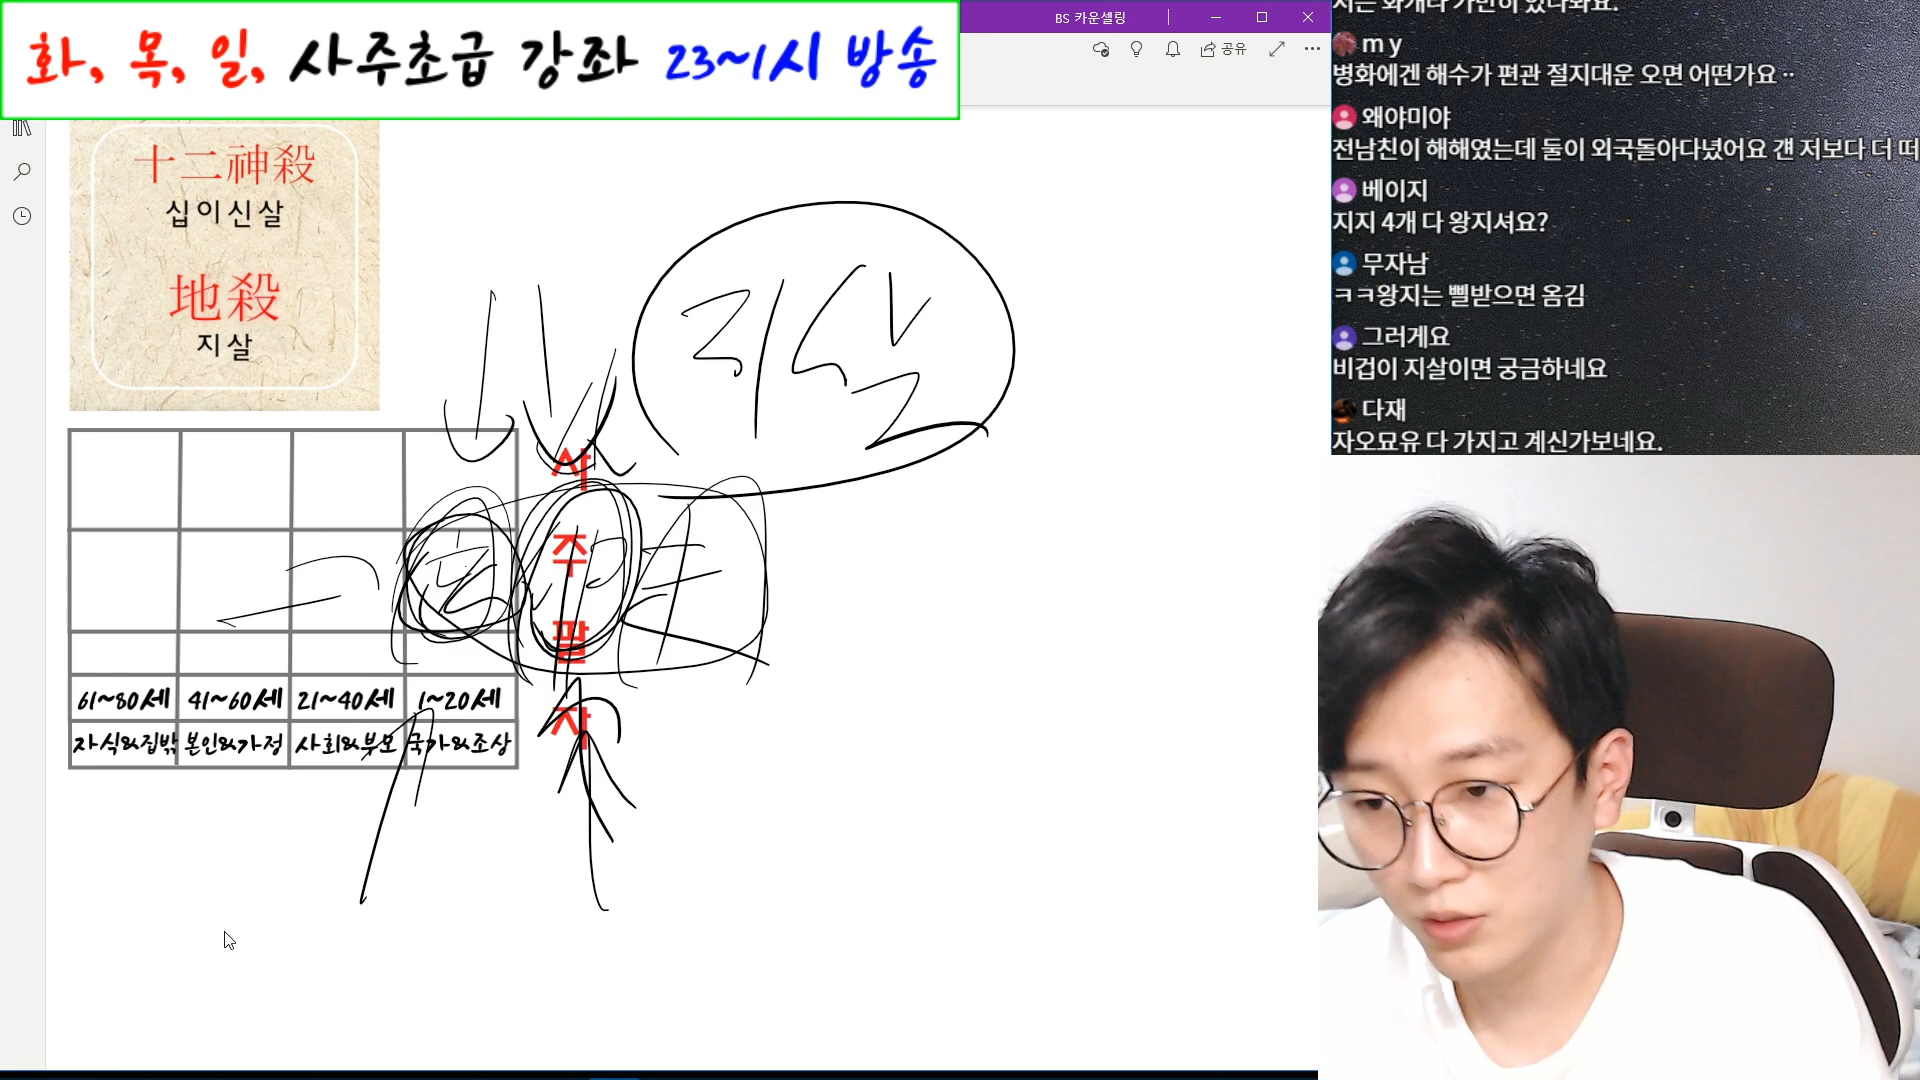 화, 목, 일, 사주초급 강좌 23~1시 방송
BS 카운셀링
공유
十二神殺
십이신살
地殺
지살
지살
사
주
팔
자
61~80세 41~60세 21~40세 1~20세
자식&집밖 본인&가정 사회&부모 국가&조상
m y
병화에겐 해수가 편관 절지대운 오면 어떤가요 ··
왜야미야
전남친이 해해였는데 둘이 외국돌아다녔어요 걘 저보다 더 떠
베이지
지지 4개 다 왕지셔요?
무자남
ㅋㅋ왕지는 삘받으면 옮김
그러게요
비겁이 지살이면 궁금하네요
다재
자오묘유 다 가지고 계신가보네요.